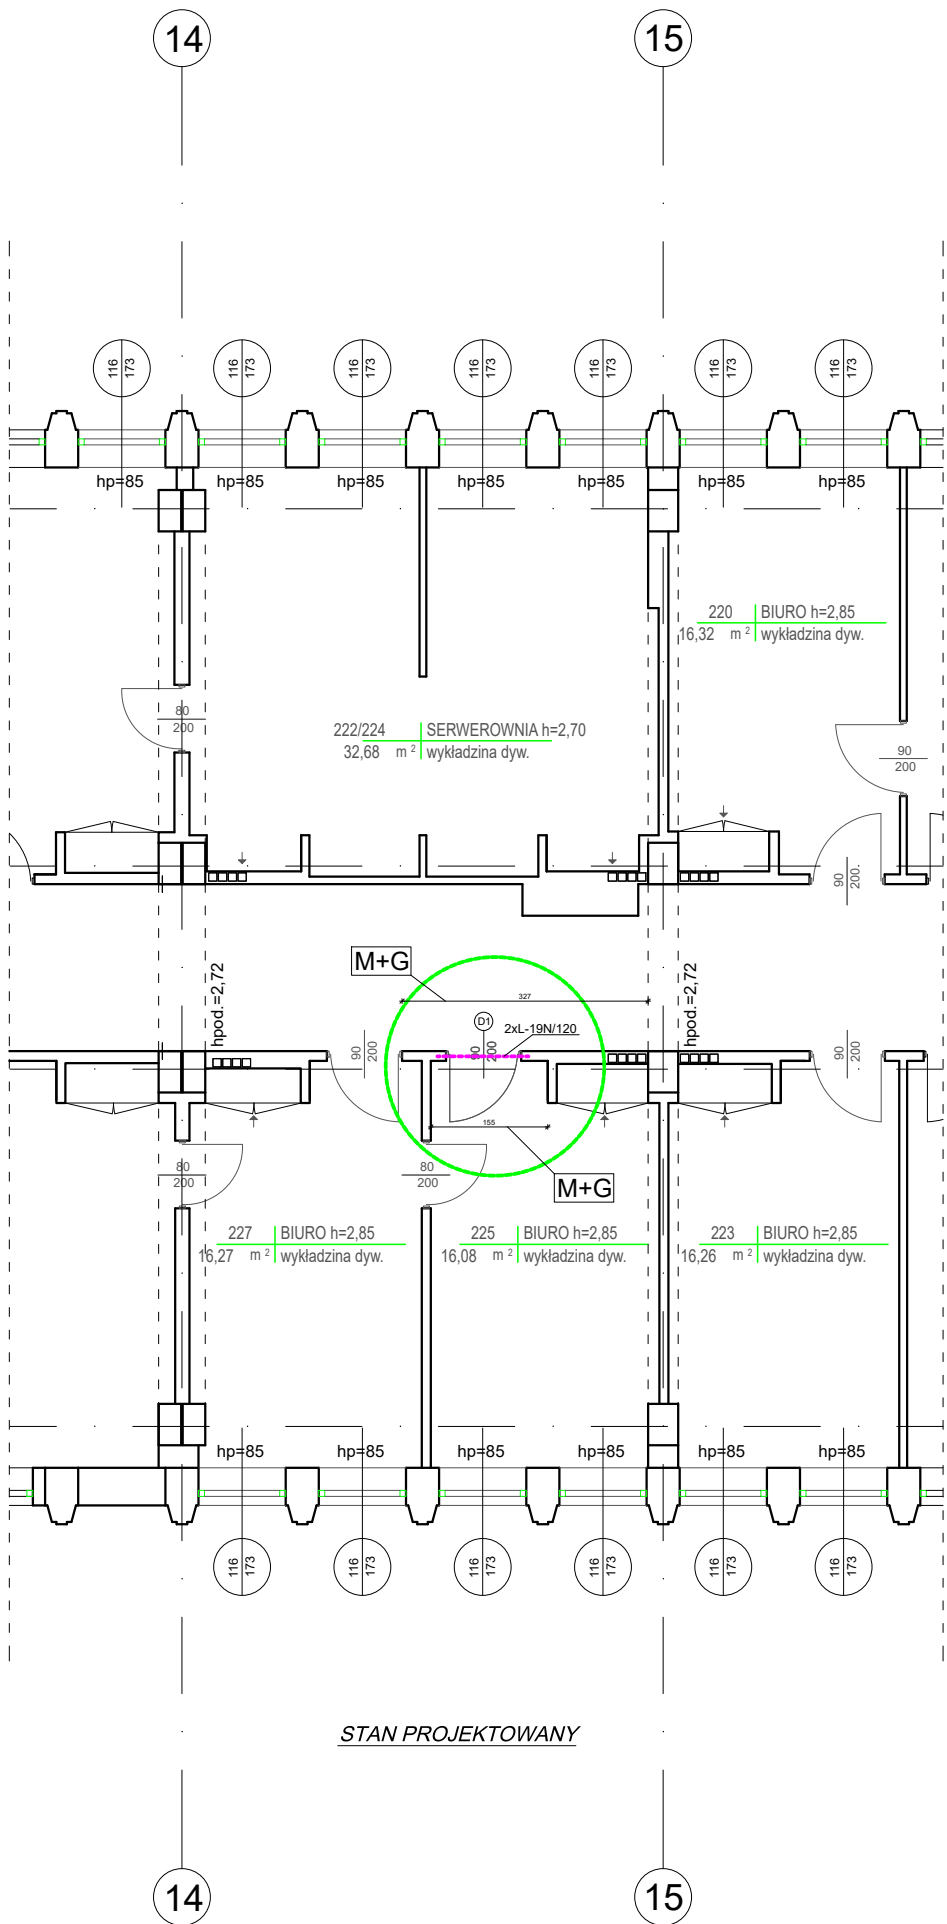 14
15
116
173
116
173
116
173
116
173
116
173
116
173
116
173
hp=85
hp=85
hp=85
hp=85
hp=85
hp=85
hp=85
220 BIURO h=2,85
16,32 m² wykładzina dyw.
80
200
222/224 SERWEROWNIA h=2,70
32,68 m² wykładzina dyw.
90
200
90
200
M+G
hpod.=2,72
hpod.=2,72
327
D1
2xL-19N/120
90
200
90
200
90
200
155
80
200
80
200
M+G
227 BIURO h=2,85
16,27 m² wykładzina dyw.
225 BIURO h=2,85
16,08 m² wykładzina dyw.
223 BIURO h=2,85
16,26 m² wykładzina dyw.
hp=85
hp=85
hp=85
hp=85
hp=85
hp=85
116
173
116
173
116
173
116
173
116
173
116
173
STAN PROJEKTOWANY
14
15